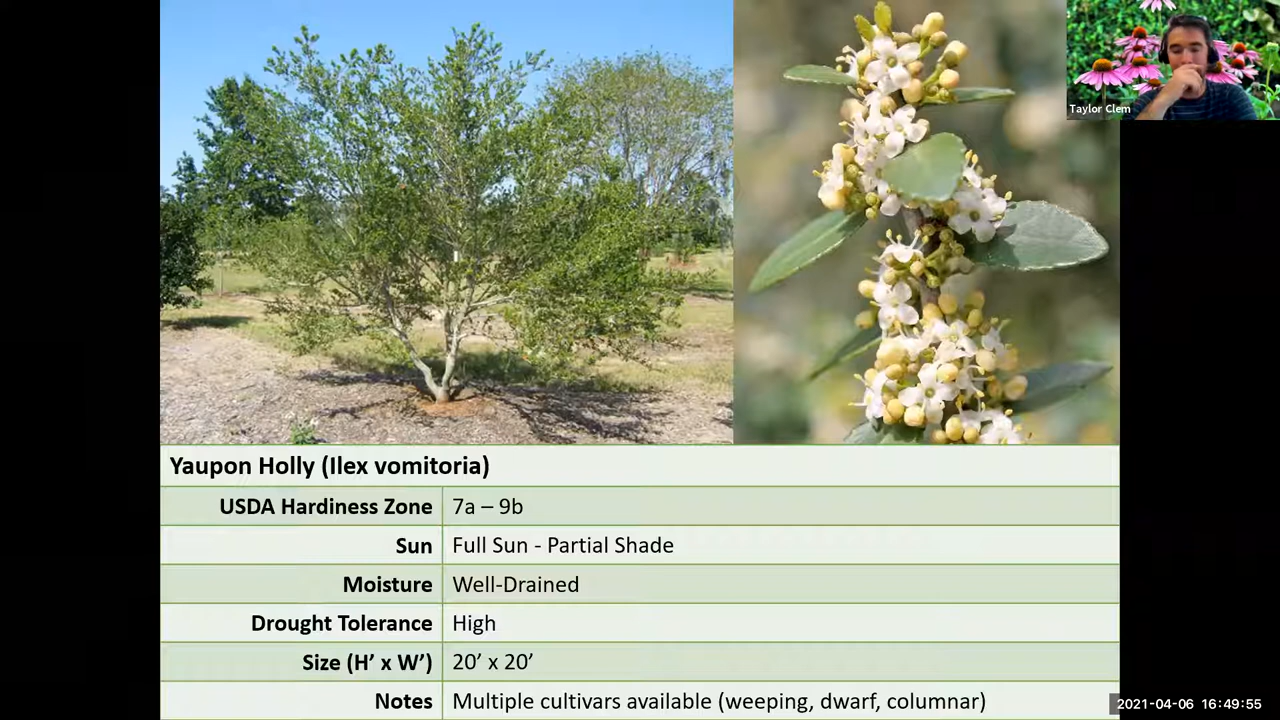 Taylor Clem
Yaupon Holly (Ilex vomitoria)
USDA Hardiness Zone 7a – 9b
Sun Full Sun - Partial Shade
Moisture Well-Drained
Drought Tolerance High
Size (H’ x W’) 20’ x 20’
Notes Multiple cultivars available (weeping, dwarf, columnar)
2021-04-06 16:49:55